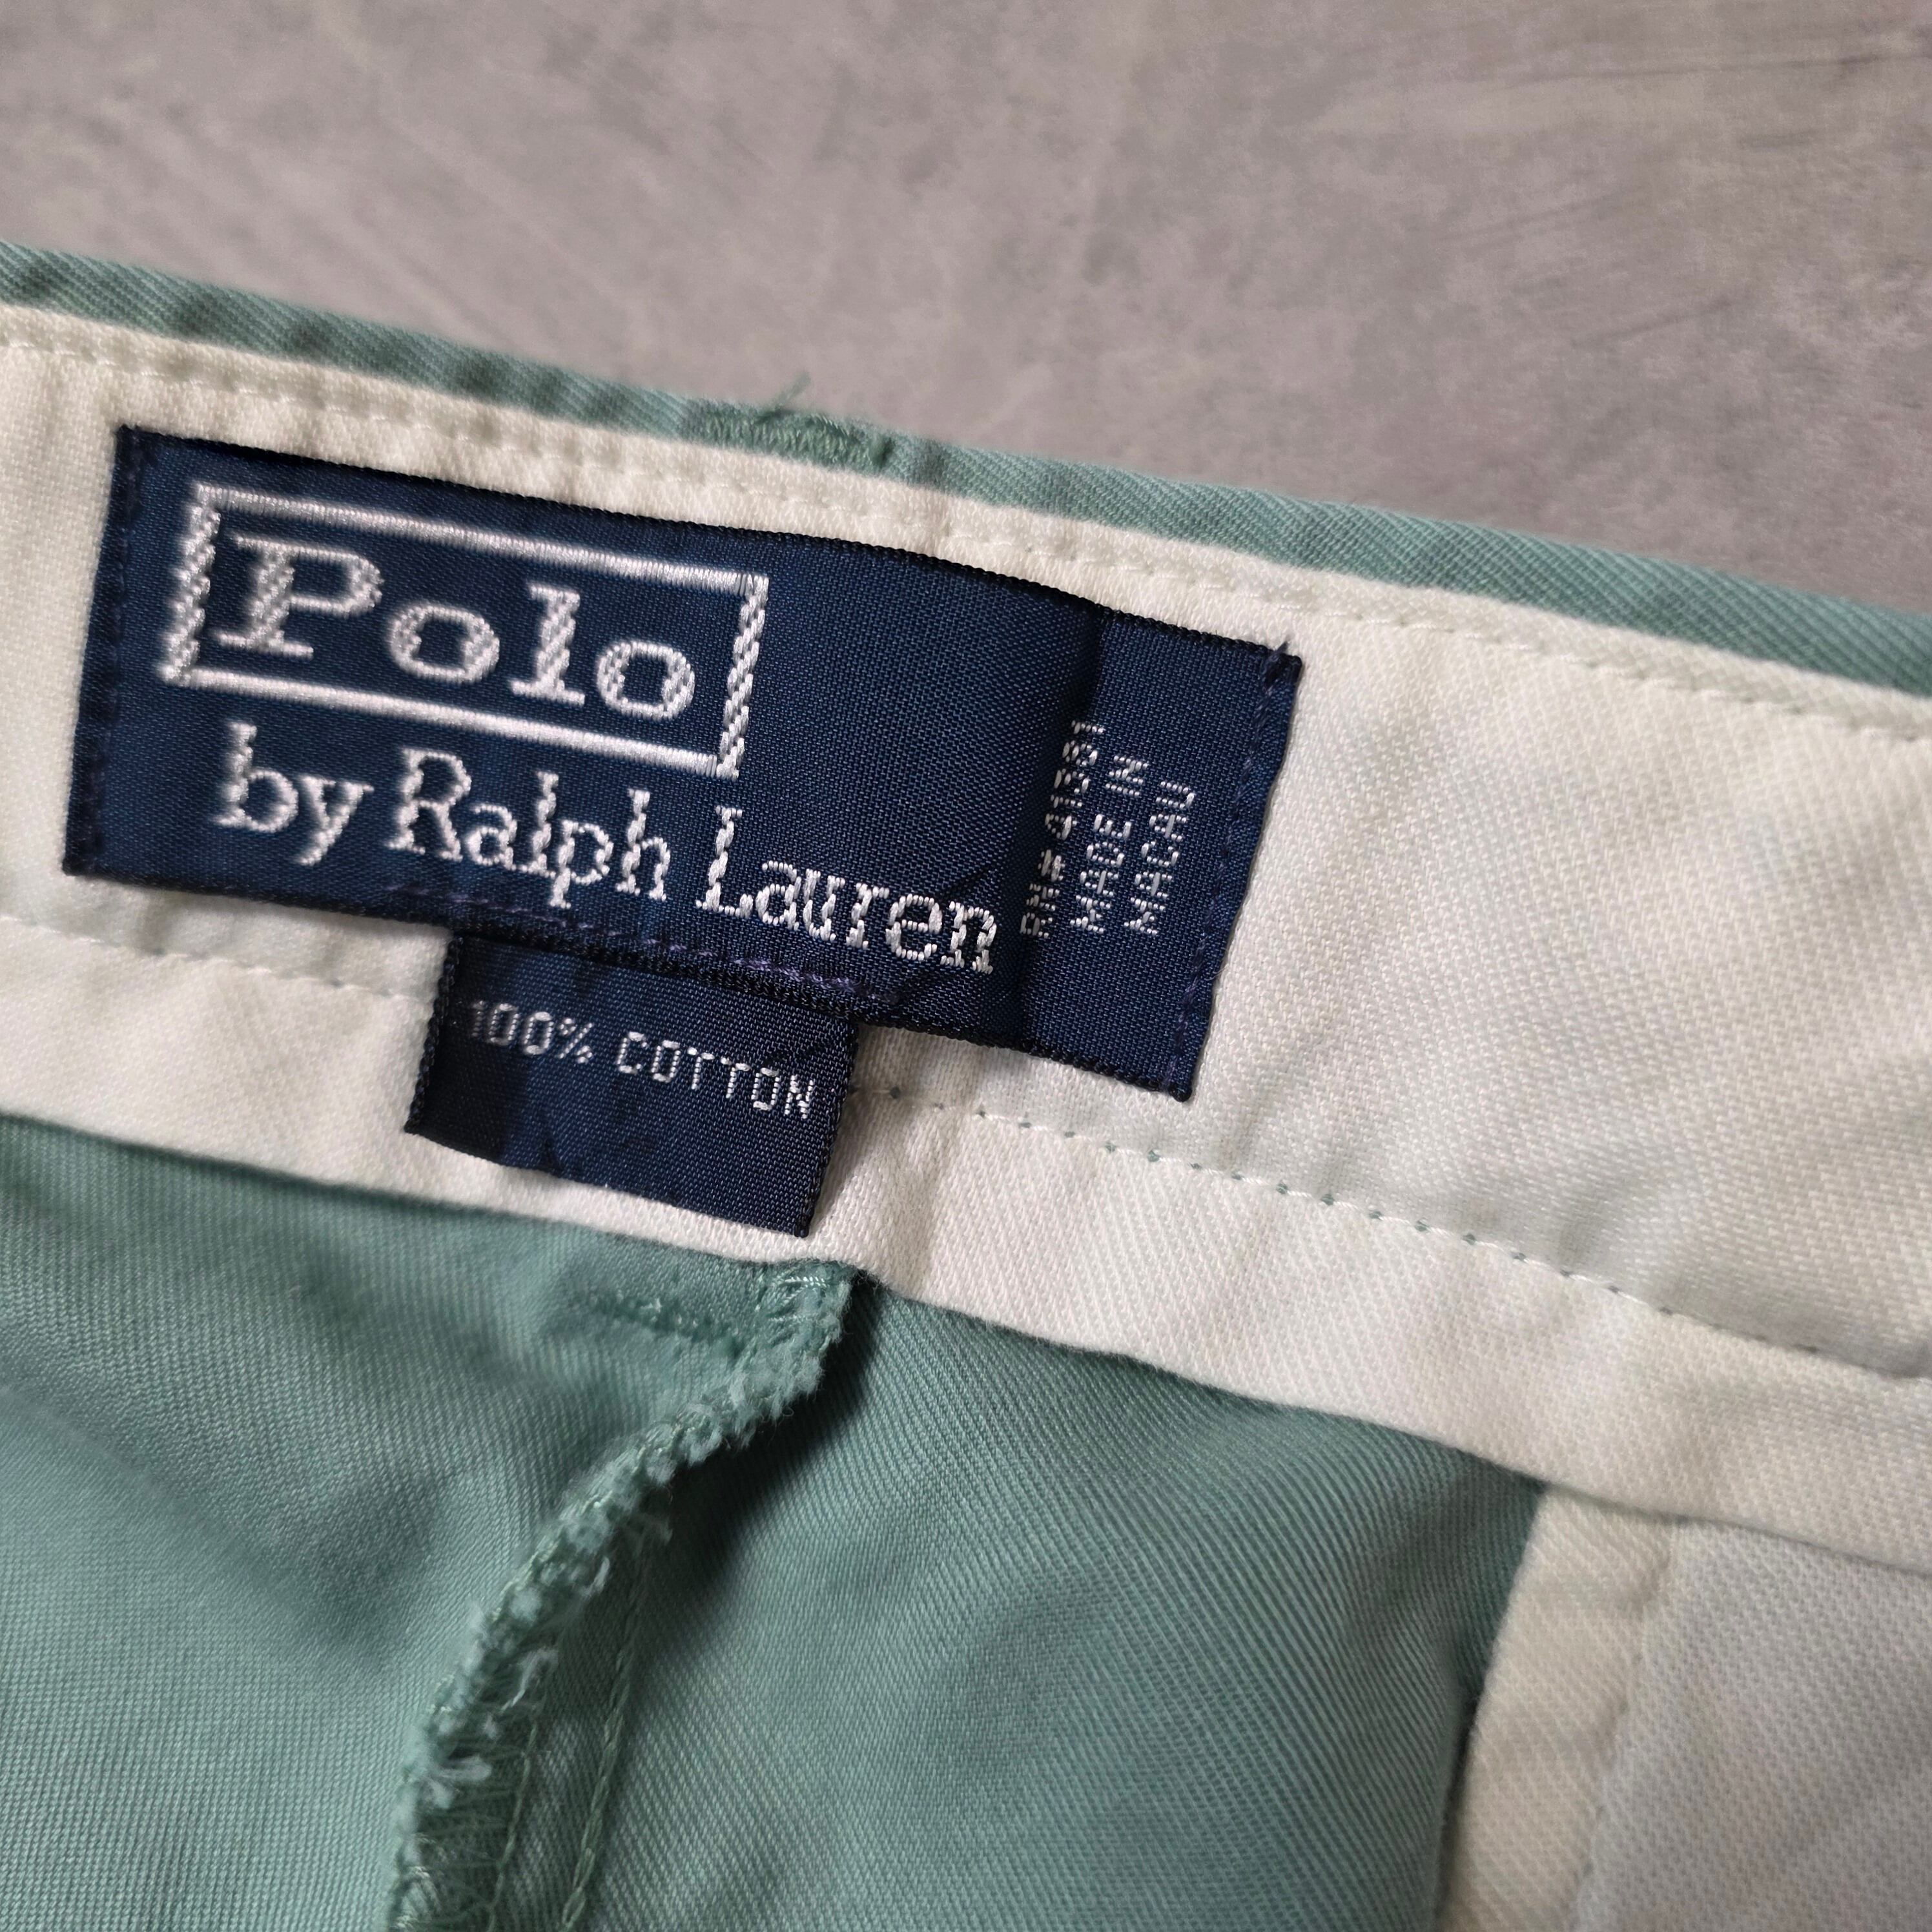 Polo
by Ralph Lauren
RN# 41381
MADE IN
MACAU
100% COTTON